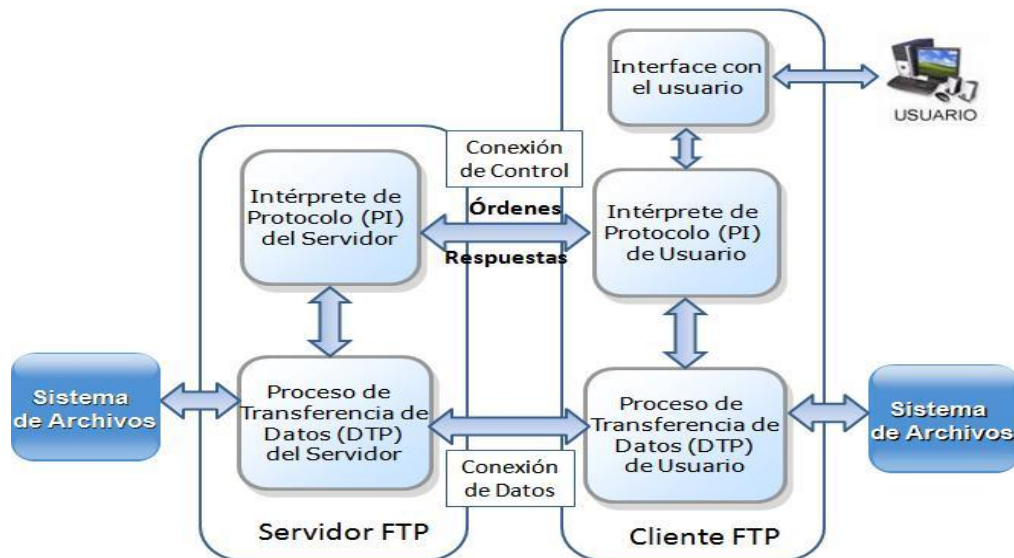 Interface con
el usuario
USUARIO
Conexión
de Control
Intérprete de
Protocolo (PI)
del Servidor
Órdenes
Respuestas
Intérprete de
Protocolo (PI)
de Usuario
Sistema
de Archivos
Proceso de
Transferencia de
Datos (DTP)
del Servidor
Conexión
de Datos
Proceso de
Transferencia de
Datos (DTP)
de Usuario
Sistema
de Archivos
Servidor FTP
Cliente FTP